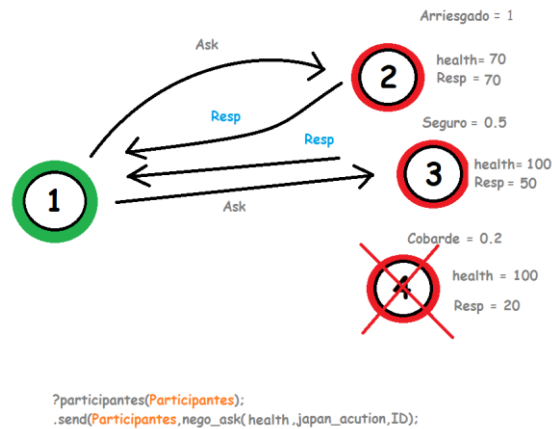 Arriesgado = 1
Ask
health= 70
2
Resp = 70
Resp
Seguro = 0.5
Resp
health= 100
3
Resp = 50
1
Ask
Cobarde = 0.2
health = 100
4
Resp = 20
?participantes(Participantes);
.send(Participantes,nego_ask(health,japan_acution,ID);